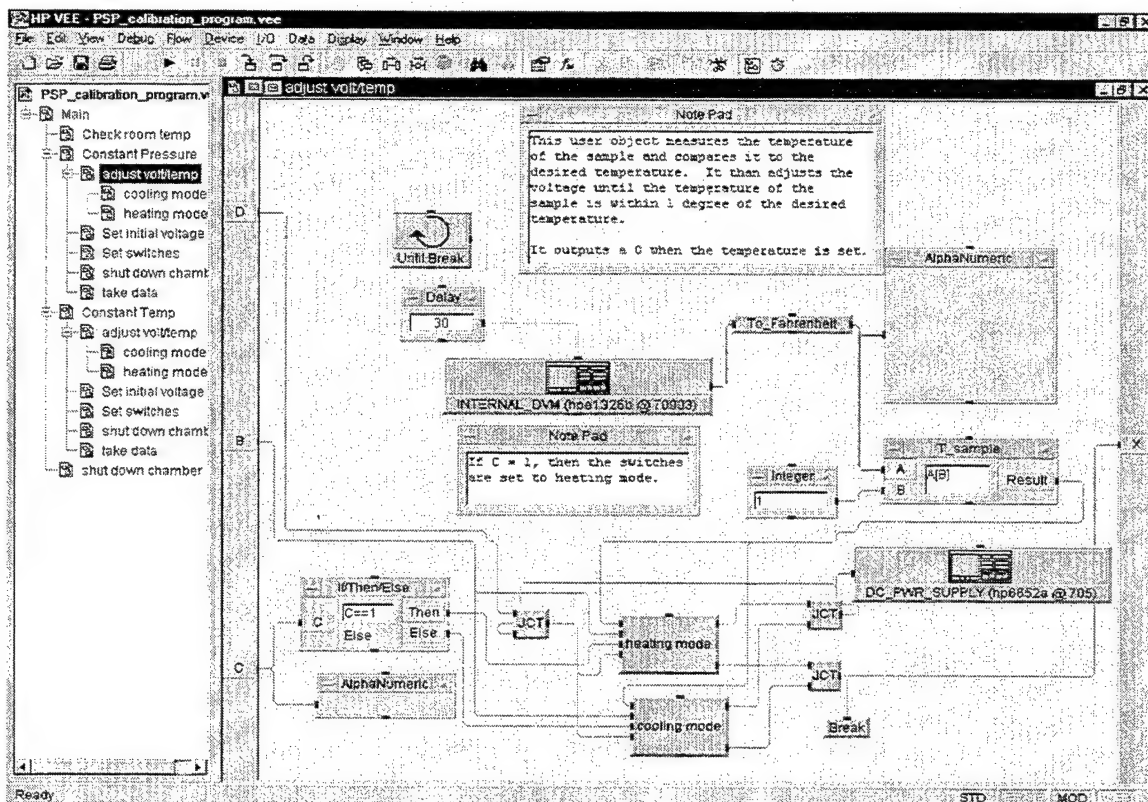 HP VEE - PSP_calibration_program.vee
File Edit View Debug Flow Device I/O Data Display Window Help
PSP_calibration_program.v
Main
Check room temp
Constant Pressure
adjust volt/temp
cooling mode
heating mode
Set initial voltage
Set switches
shut down chamb
take data
Constant Temp
adjust volt/temp
cooling mode
heating mode
Set initial voltage
Set switches
shut down chamb
take data
shut down chamber
adjust volt/temp
Note Pad
This user object measures the temperature
of the sample and compares it to the
desired temperature. It than adjusts the
voltage until the temperature of the
sample is within 1 degree of the desired
temperature.
It outputs a 0 when the temperature is set.
D
Until Break
Delay
30
AlphaNumeric
To_Fahrenheit
INTERNAL_DVM (hpe1326b @ 70903)
B
X
Note Pad
If C = 1, then the switches
are set to heating mode.
Integer
1
T_sample
A
B
A[B]
Result
If/Then/Else
C
C==1
Then
Else
Else
JCT
heating mode
JCT
DC_PWR_SUPPLY (hp6652a @ 705)
C
AlphaNumeric
cooling mode
JCT
Break
Ready
STD
MOD